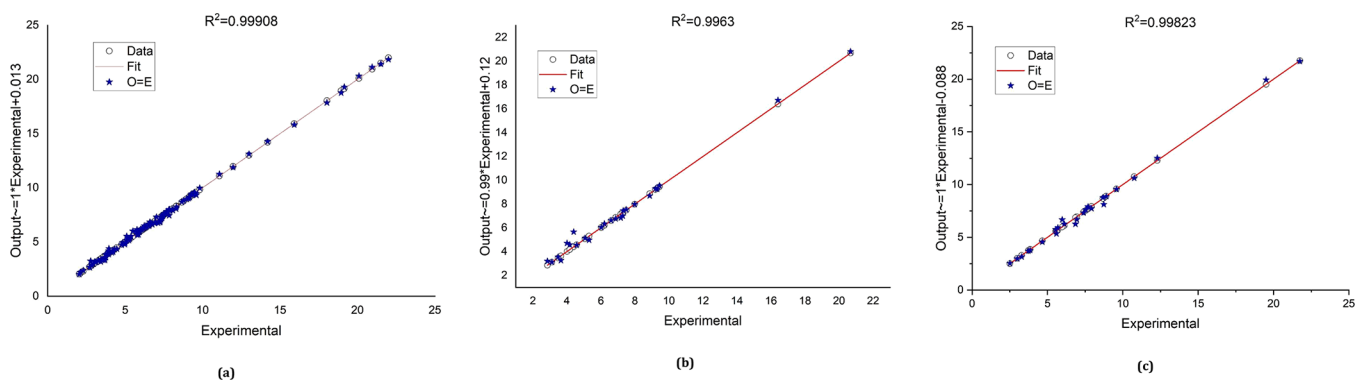 R²=0.99908
Output~=1*Experimental+0.013
25
20
15
10
5
0
Data
Fit
O=E
0 5 10 15 20 25
Experimental
(a)
R²=0.9963
Output~=0.99*Experimental+0.12
22
20
18
16
14
12
10
8
6
4
2
Data
Fit
O=E
2 4 6 8 10 12 14 16 18 20 22
Experimental
(b)
R²=0.99823
Output~=1*Experimental-0.088
25
20
15
10
5
0
Data
Fit
O=E
0 5 10 15 20 25
Experimental
(c)